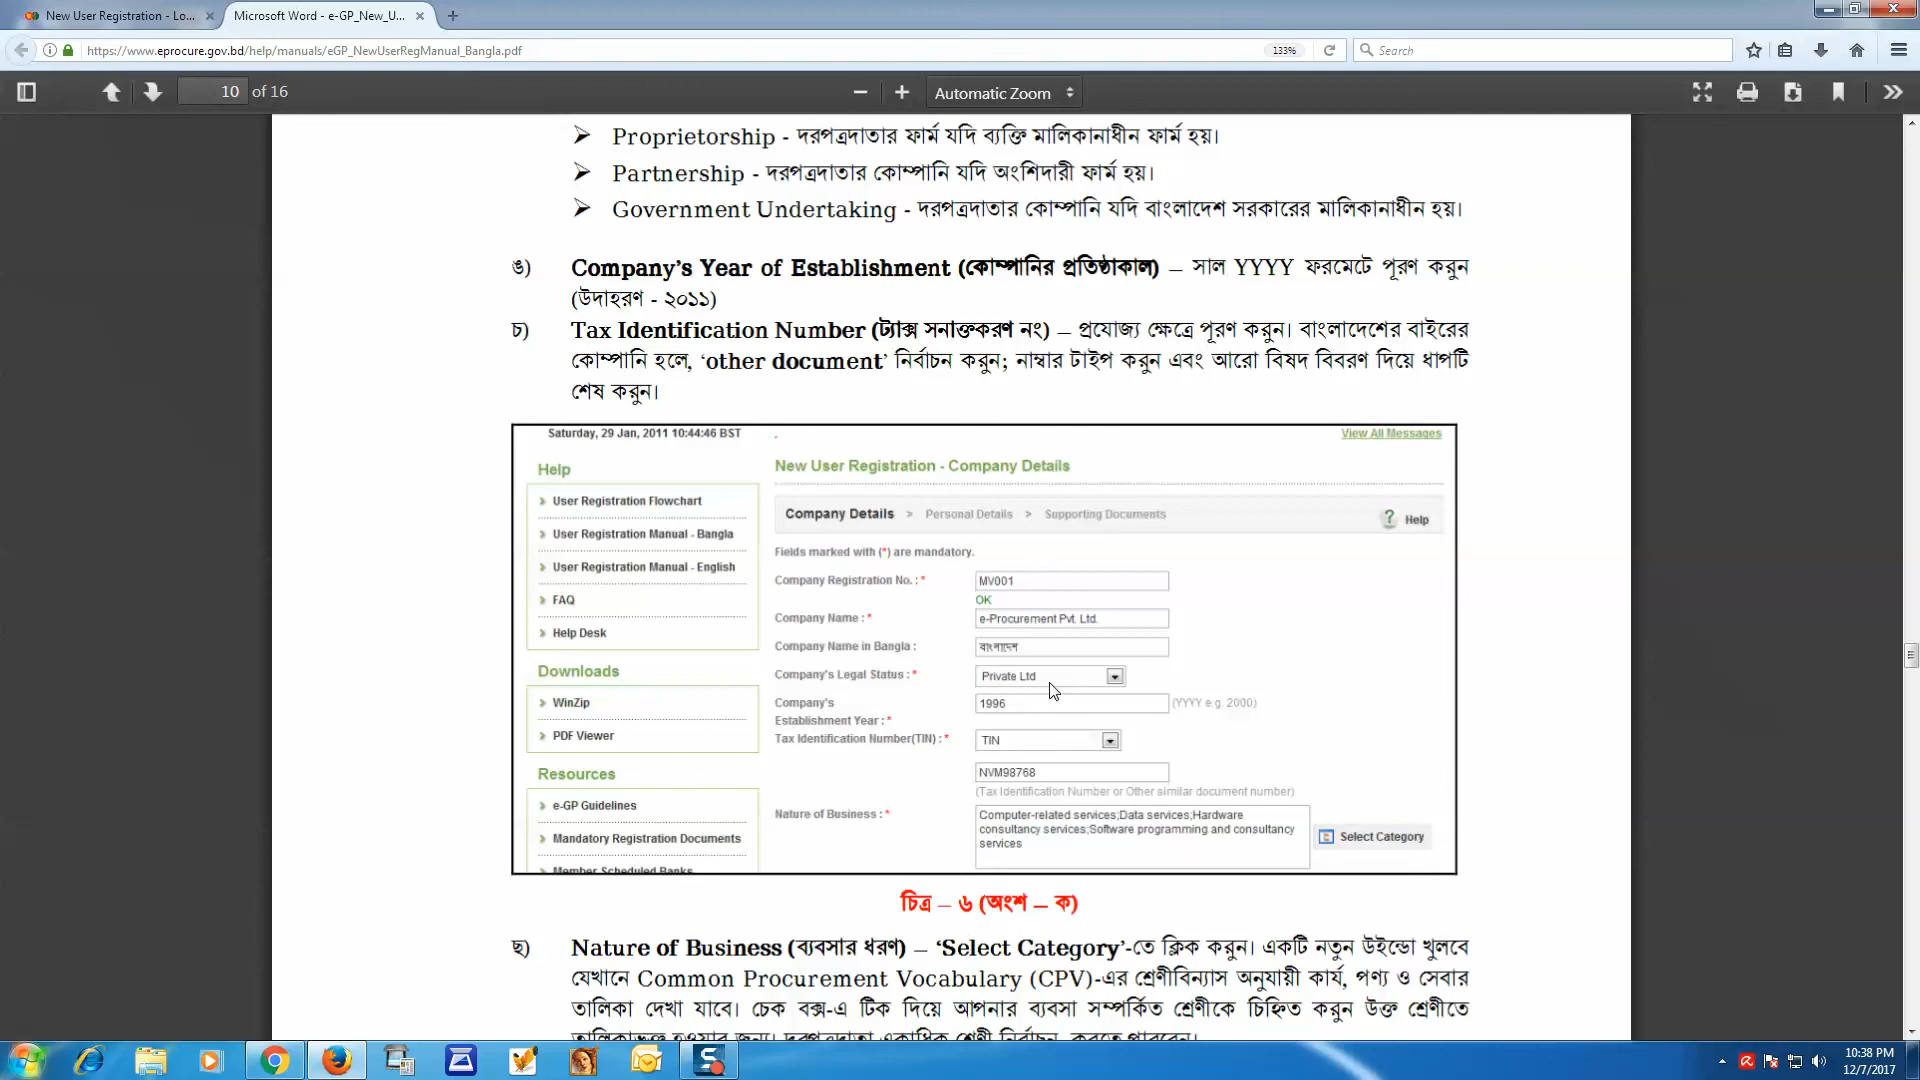 New User Registration - Lo...
Microsoft Word - e-GP_New_U...
https://www.eprocure.gov.bd/help/manuals/eGP_NewUserRegManual_Bangla.pdf
133%
Search
10 of 16
Automatic Zoom
➢ Proprietorship - দরপত্রদাতার ফার্ম যদি ব্যক্তি মালিকানাধীন ফার্ম হয়।
➢ Partnership - দরপত্রদাতার কোম্পানি যদি অংশিদারী ফার্ম হয়।
➢ Government Undertaking - দরপত্রদাতার কোম্পানি যদি বাংলাদেশ সরকারের মালিকানাধীন হয়।
ঙ) Company's Year of Establishment (কোম্পানির প্রতিষ্ঠাকাল) – সাল YYYY ফরমেটে পূরণ করুন
(উদাহরণ - ২০১১)
চ) Tax Identification Number (ট্যাক্স সনাক্তকরণ নং) – প্রযোজ্য ক্ষেত্রে পূরণ করুন। বাংলাদেশের বাইরের
কোম্পানি হলে, ‘other document’ নির্বাচন করুন; নাম্বার টাইপ করুন এবং আরো বিষদ বিবরণ দিয়ে ধাপটি
শেষ করুন।
Saturday, 29 Jan, 2011 10:44:46 BST
View All Messages
Help
User Registration Flowchart
User Registration Manual - Bangla
User Registration Manual - English
FAQ
Help Desk
Downloads
WinZip
PDF Viewer
Resources
e-GP Guidelines
Mandatory Registration Documents
Member Scheduled Banks
New User Registration - Company Details
Company Details > Personal Details > Supporting Documents
? Help
Fields marked with (*) are mandatory.
Company Registration No. : * MV001
OK
Company Name : * e-Procurement Pvt. Ltd.
Company Name in Bangla : বাংলাদেশ
Company's Legal Status : * Private Ltd
Company's
Establishment Year : * 1996 (YYYY e.g. 2000)
Tax Identification Number(TIN) : * TIN
NVM98768
(Tax Identification Number or Other similar document number)
Nature of Business : * Computer-related services;Data services;Hardware
consultancy services;Software programming and consultancy
services
Select Category
চিত্র – ৬ (অংশ – ক)
ছ) Nature of Business (ব্যবসার ধরণ) – ‘Select Category’-তে ক্লিক করুন। একটি নতুন উইন্ডো খুলবে
যেখানে Common Procurement Vocabulary (CPV)-এর শ্রেণীবিন্যাস অনুযায়ী কার্য, পণ্য ও সেবার
তালিকা দেখা যাবে। চেক বক্স-এ টিক দিয়ে আপনার ব্যবসা সম্পর্কিত শ্রেণীকে চিহ্নিত করুন উক্ত শ্রেণীতে
তালিকাভুক্ত হওয়ার জন্য। দরপত্রদাতা একাধিক শ্রেণী নির্বাচন করতে পারবেন।
10:38 PM
12/7/2017